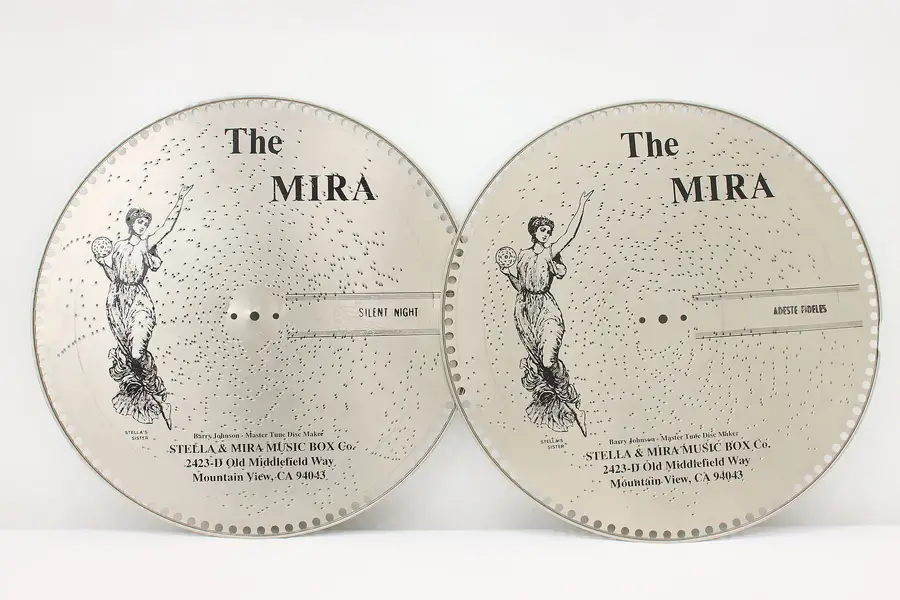 The
MIRA
SILENT NIGHT
STELLA'S
SISTER
Barry Johnson - Master Tune Disc Maker
STELLA & MIRA MUSIC BOX Co.
2423-D Old Middlefield Way
Mountain View, CA 94043
The
MIRA
ADESTE FIDELES
STELLA'S
SISTER
Barry Johnson - Master Tune Disc Maker
STELLA & MIRA MUSIC BOX Co.
2423-D Old Middlefield Way
Mountain View, CA 94043